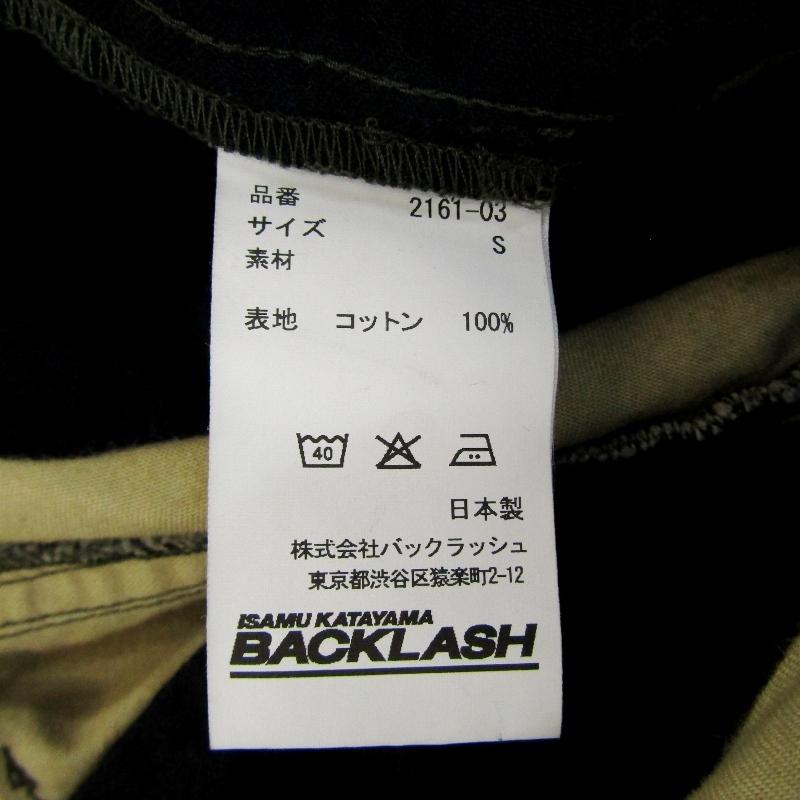 品番 2161-03
サイズ S
素材
表地 コットン 100%
40
日本製
株式会社バックラッシュ
東京都渋谷区猿楽町2-12
ISAMU KATAYAMA
BACKLASH